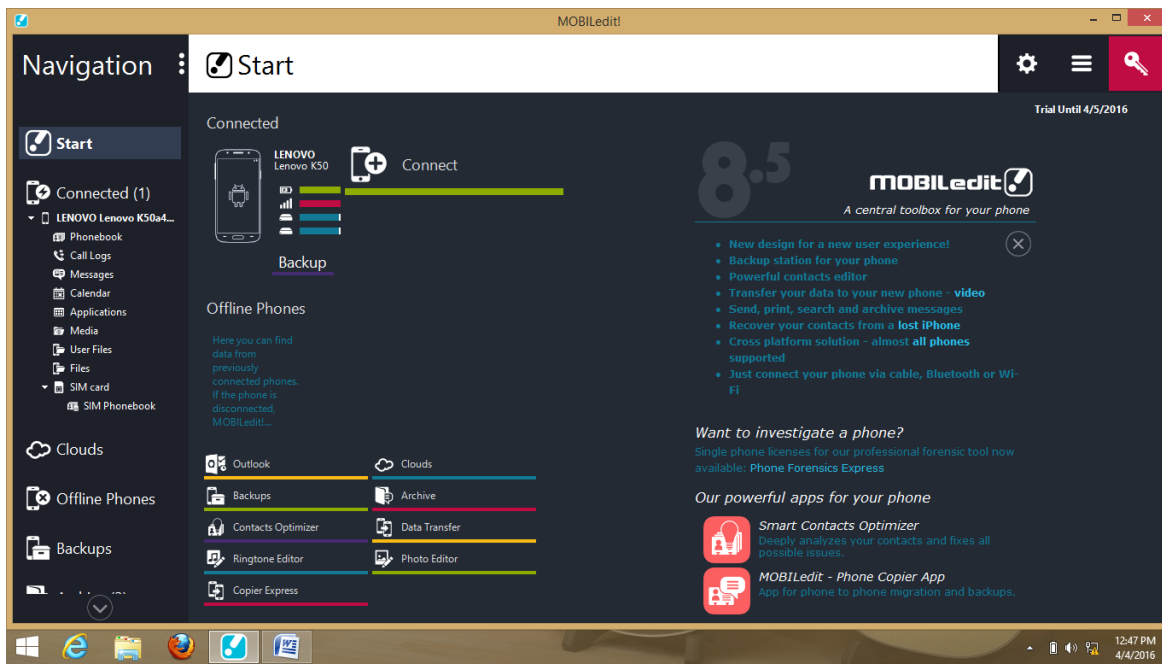 MOBILedit!
Navigation
Start
Trial Until 4/5/2016
Start
Connected (1)
LENOVO Lenovo K50a4...
Phonebook
Call Logs
Messages
Calendar
Applications
Media
User Files
Files
SIM card
SIM Phonebook
Clouds
Offline Phones
Backups
Connected
LENOVO
Lenovo K50
Connect
Backup
Offline Phones
Here you can find
data from
previously
connected phones.
If the phone is
disconnected,
MOBILedit!...
Outlook
Clouds
Backups
Archive
Contacts Optimizer
Data Transfer
Ringtone Editor
Photo Editor
Copier Express
8.5
MOBILedit
A central toolbox for your phone
• New design for a new user experience!
• Backup station for your phone
• Powerful contacts editor
• Transfer your data to your new phone - video
• Send, print, search and archive messages
• Recover your contacts from a lost iPhone
• Cross platform solution - almost all phones
supported
• Just connect your phone via cable, Bluetooth or Wi-
Fi
Want to investigate a phone?
Single phone licenses for our professional forensic tool now
available: Phone Forensics Express
Our powerful apps for your phone
Smart Contacts Optimizer
Deeply analyzes your contacts and fixes all
possible issues.
MOBILedit - Phone Copier App
App for phone to phone migration and backups.
12:47 PM
4/4/2016